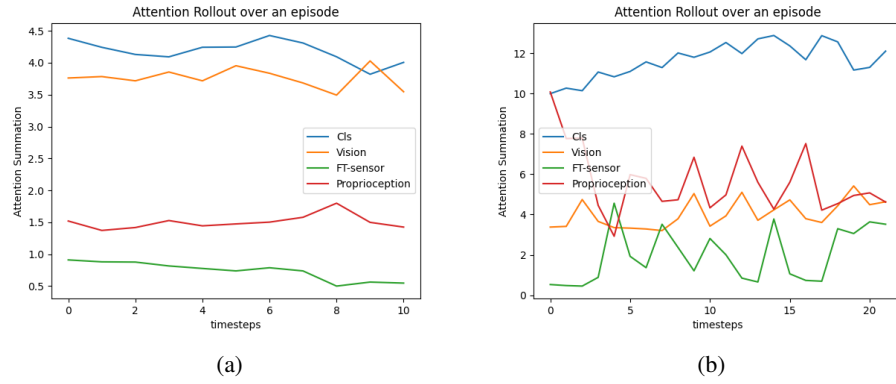 Attention Rollout over an episode
Attention Summation
4.5
4.0
3.5
3.0
2.5
2.0
1.5
1.0
0.5
Cls
Vision
FT-sensor
Proprioception
0 2 4 6 8 10
timesteps
(a)
Attention Rollout over an episode
Attention Summation
12
10
8
6
4
2
0
Cls
Vision
FT-sensor
Proprioception
0 5 10 15 20
timesteps
(b)